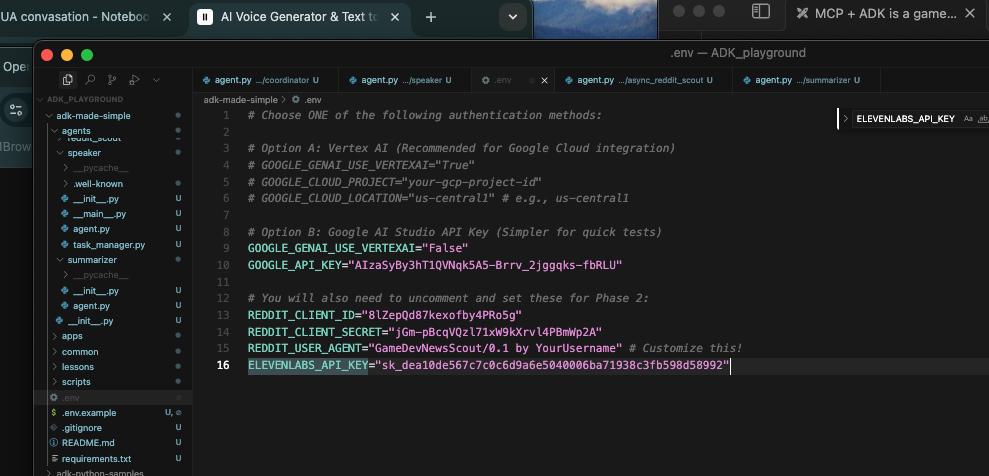 UA convasation - Noteboo
AI Voice Generator & Text to
MCP + ADK is a game...
.env — ADK_playground
Oper
Brow
ADK_PLAYGROUND
adk-made-simple
agents
reddit_scout
speaker
__pycache__
.well-known
__init__.py U
__main__.py U
agent.py U
task_manager.py U
summarizer
__pycache__
__init__.py U
agent.py U
__init__.py U
apps
common
lessons
scripts
.env
.env.example U,
.gitignore U
README.md U
requirements.txt U
adk-python-samples
agent.py .../coordinator U
agent.py .../speaker U
.env
agent.py .../async_reddit_scout U
agent.py .../summarizer U
adk-made-simple > .env
ELEVENLABS_API_KEY Aa ab
1 # Choose ONE of the following authentication methods:
2
3 # Option A: Vertex AI (Recommended for Google Cloud integration)
4 # GOOGLE_GENAI_USE_VERTEXAI="True"
5 # GOOGLE_CLOUD_PROJECT="your-gcp-project-id"
6 # GOOGLE_CLOUD_LOCATION="us-central1" # e.g., us-central1
7
8 # Option B: Google AI Studio API Key (Simpler for quick tests)
9 GOOGLE_GENAI_USE_VERTEXAI="False"
10 GOOGLE_API_KEY="AIzaSyBy3hT1QVNqk5A5-Brrv_2jggqks-fbRLU"
11
12 # You will also need to uncomment and set these for Phase 2:
13 REDDIT_CLIENT_ID="8lZepQd87kexofby4PRo5g"
14 REDDIT_CLIENT_SECRET="jGm-pBcqVQzl71xW9kXrvl4PBmWp2A"
15 REDDIT_USER_AGENT="GameDevNewsScout/0.1 by YourUsername" # Customize this!
16 ELEVENLABS_API_KEY="sk_dea10de567c7c0c6d9a6e5040006ba71938c3fb598d58992"